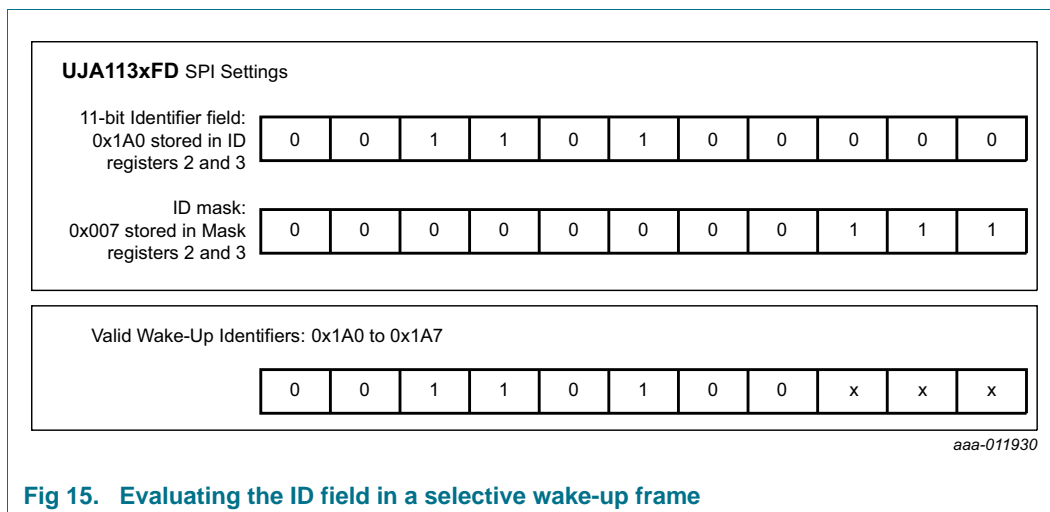 UJA113xFD SPI Settings
11-bit Identifier field:
0x1A0 stored in ID
registers 2 and 3
0 0 1 1 0 1 0 0 0 0 0
ID mask:
0x007 stored in Mask
registers 2 and 3
0 0 0 0 0 0 0 0 1 1 1
Valid Wake-Up Identifiers: 0x1A0 to 0x1A7
0 0 1 1 0 1 0 0 x x x
aaa-011930
Fig 15. Evaluating the ID field in a selective wake-up frame